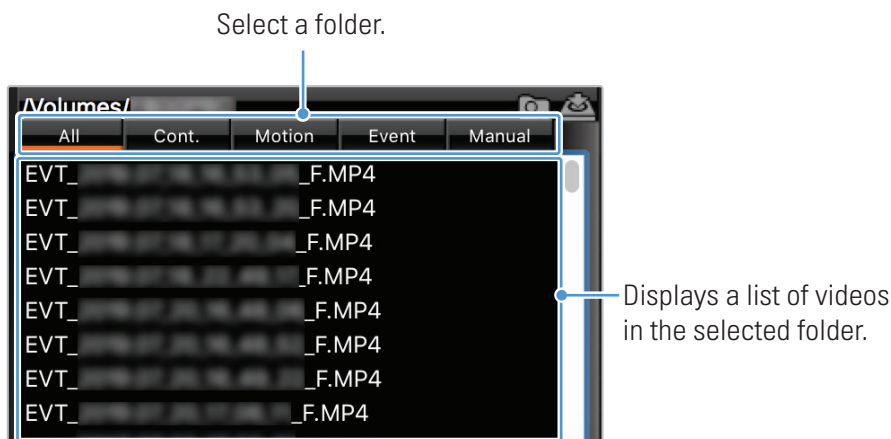 Select a folder.
/Volumes/
All Cont. Motion Event Manual
EVT_ _F.MP4
EVT_ _F.MP4
EVT_ _F.MP4
EVT_ _F.MP4
Displays a list of videos
in the selected folder.
EVT_ _F.MP4
EVT_ _F.MP4
EVT_ _F.MP4
EVT_ _F.MP4